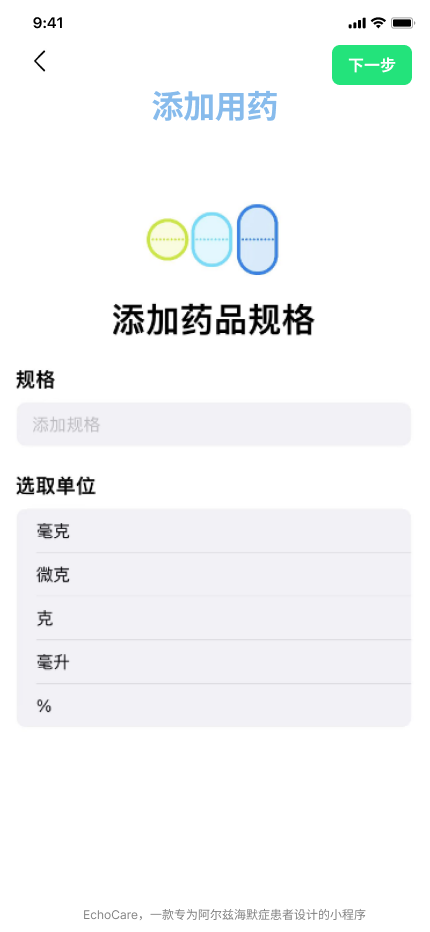 9:41
下一步
添加用药
添加药品规格
规格
添加规格
选取单位
毫克
微克
克
毫升
%
EchoCare，一款专为阿尔兹海默症患者设计的小程序